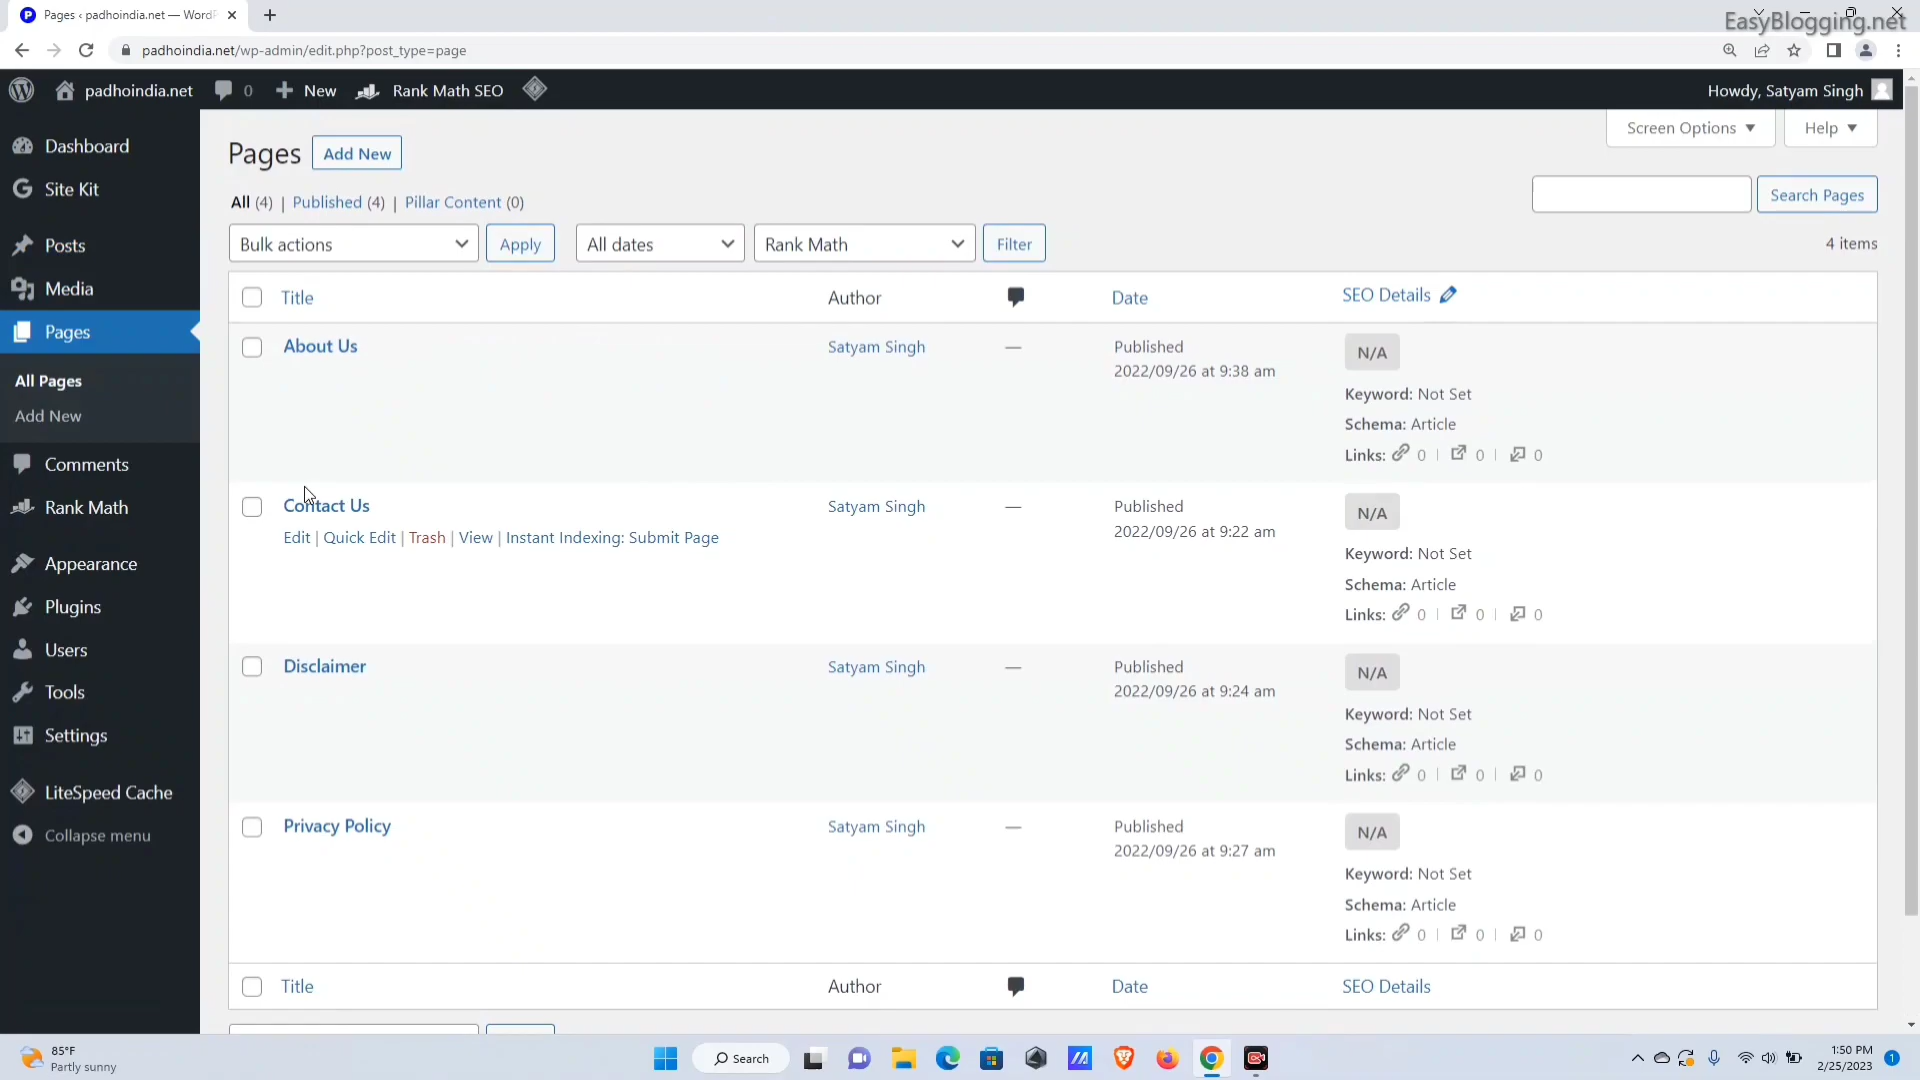 Pages ‹ padhoindia.net — WordP
EasyBlogging.net
padhoindia.net/wp-admin/edit.php?post_type=page
padhoindia.net 0 New Rank Math SEO Howdy, Satyam Singh
Dashboard
Site Kit
Posts
Media
Pages
All Pages
Add New
Comments
Rank Math
Appearance
Plugins
Users
Tools
Settings
LiteSpeed Cache
Collapse menu
Screen Options Help
Pages Add New
All (4) | Published (4) | Pillar Content (0)
Search Pages
Bulk actions Apply All dates Rank Math Filter 4 items
Title Author Date SEO Details
About Us Satyam Singh — Published N/A
2022/09/26 at 9:38 am
Keyword: Not Set
Schema: Article
Links: 0 | 0 | 0
Contact Us Satyam Singh — Published N/A
2022/09/26 at 9:22 am
Edit | Quick Edit | Trash | View | Instant Indexing: Submit Page
Keyword: Not Set
Schema: Article
Links: 0 | 0 | 0
Disclaimer Satyam Singh — Published N/A
2022/09/26 at 9:24 am
Keyword: Not Set
Schema: Article
Links: 0 | 0 | 0
Privacy Policy Satyam Singh — Published N/A
2022/09/26 at 9:27 am
Keyword: Not Set
Schema: Article
Links: 0 | 0 | 0
Title Author Date SEO Details
85°F
Partly sunny
Search
1:50 PM
2/25/2023
1